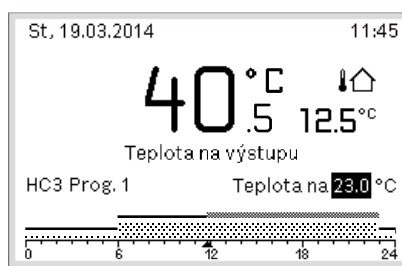 St, 19.03.2014 11:45
40.5 °C 12.5°C
Teplota na výstupu
HC3 Prog. 1 Teplota na 23.0 °C
0 6 12 18 24